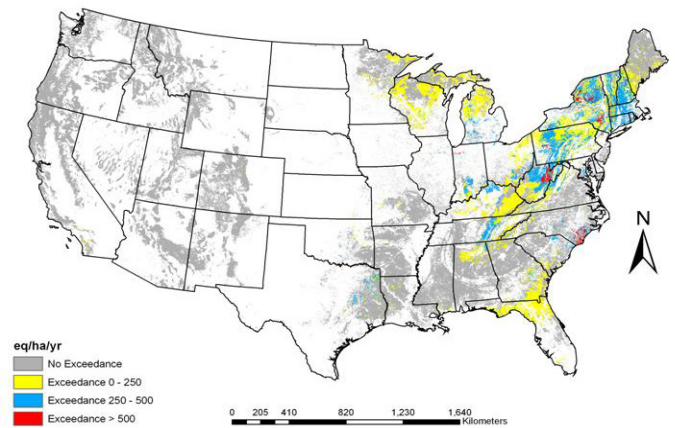 N
eq/ha/yr
No Exceedance
Exceedance 0 - 250
Exceedance 250 - 500
Exceedance > 500
0 205 410 820 1,230 1,640
Kilometers